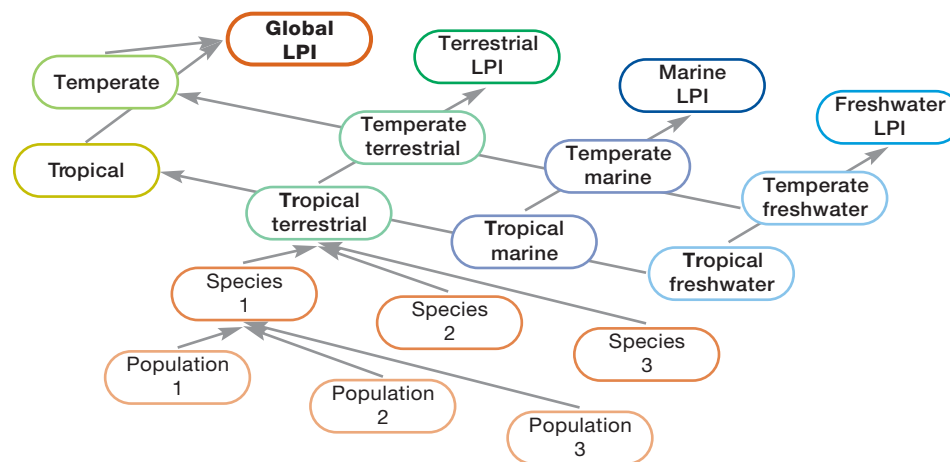 Global
LPI
Terrestrial
LPI
Temperate
Marine
LPI
Freshwater
LPI
Temperate
terrestrial
Tropical
Temperate
marine
Temperate
freshwater
Tropical
terrestrial
Tropical
marine
Tropical
freshwater
Species
1
Species
2
Species
3
Population
1
Population
2
Population
3